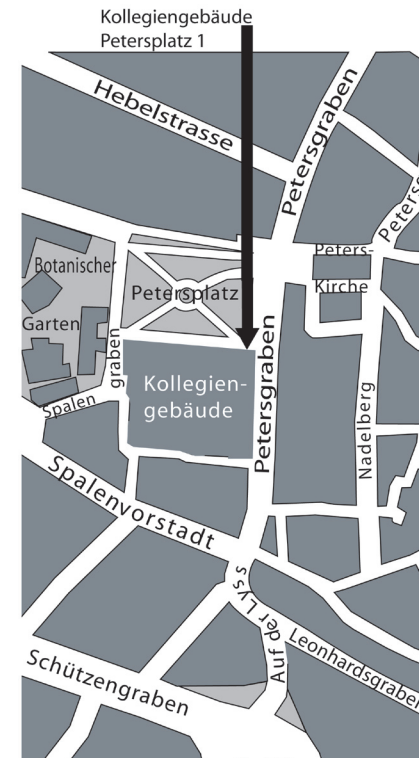 Kollegiengebäude
Petersplatz 1
Hebelstrasse
Petersgraben
Peters-
Kirche
Botanischer
Garten
Petersplatz
Spalen
graben
Kollegien-
gebäude
Petersgraben
Nadelberg
Spalenvorstadt
Auf der Lyss
Leonhardsgraben
Schützengraben